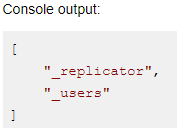 Console output:
[
    "_replicator",
    "_users"
]